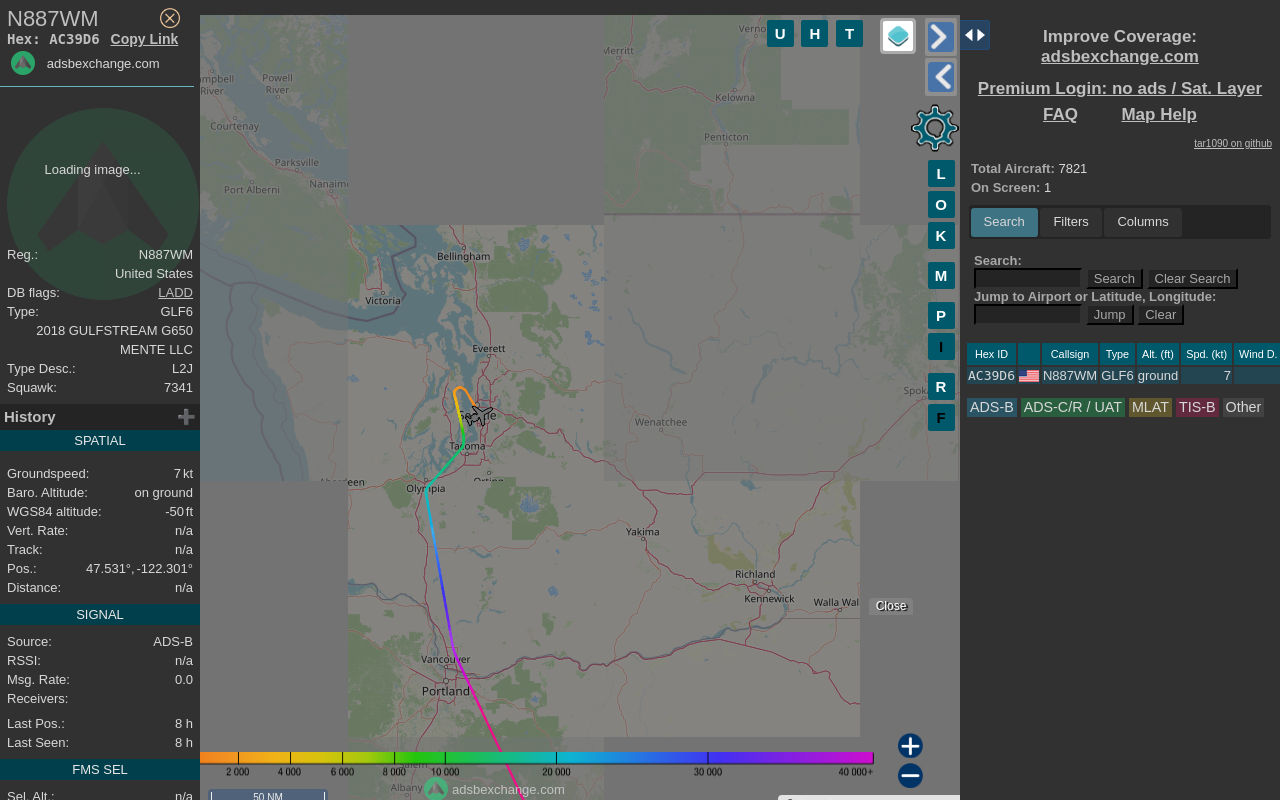 N887WM
Hex: AC39D6 Copy Link
adsbexchange.com
Loading image...
Reg.: N887WM
United States
DB flags: LADD
Type: GLF6
2018 GULFSTREAM G650
MENTE LLC
Type Desc.: L2J
Squawk: 7341
History
SPATIAL
Groundspeed: 7 kt
Baro. Altitude: on ground
WGS84 altitude: -50 ft
Vert. Rate: n/a
Track: n/a
Pos.: 47.531°, -122.301°
Distance: n/a
SIGNAL
Source: ADS-B
RSSI: n/a
Msg. Rate: 0.0
Receivers:
Last Pos.: 8 h
Last Seen: 8 h
FMS SEL
Sel. Alt.: n/a
U H T
Merritt
Verno
Powell
River
mpbell
River
Kelowna
Courtenay
Penticton
Parksville
Port Alberni
Nanaim
Bellingham
Victoria
Everett
Se le
Spok
Wenatchee
Tacoma
Aberdeen
Olympia
Orting
Yakima
Richland
Kennewick
Walla Wal
Close
Vancouver
Portland
Albany
2 000 4 000 6 000 8 000 10 000 20 000 30 000 40 000+
adsbexchange.com
50 NM
L
O
K
M
P
I
R
F
Improve Coverage:
adsbexchange.com
Premium Login: no ads / Sat. Layer
FAQ Map Help
tar1090 on github
Total Aircraft: 7821
On Screen: 1
Search Filters Columns
Search:
Search Clear Search
Jump to Airport or Latitude, Longitude:
Jump Clear
Hex ID Callsign Type Alt. (ft) Spd. (kt) Wind D.
AC39D6 N887WM GLF6 ground 7
ADS-B ADS-C/R / UAT MLAT TIS-B Other